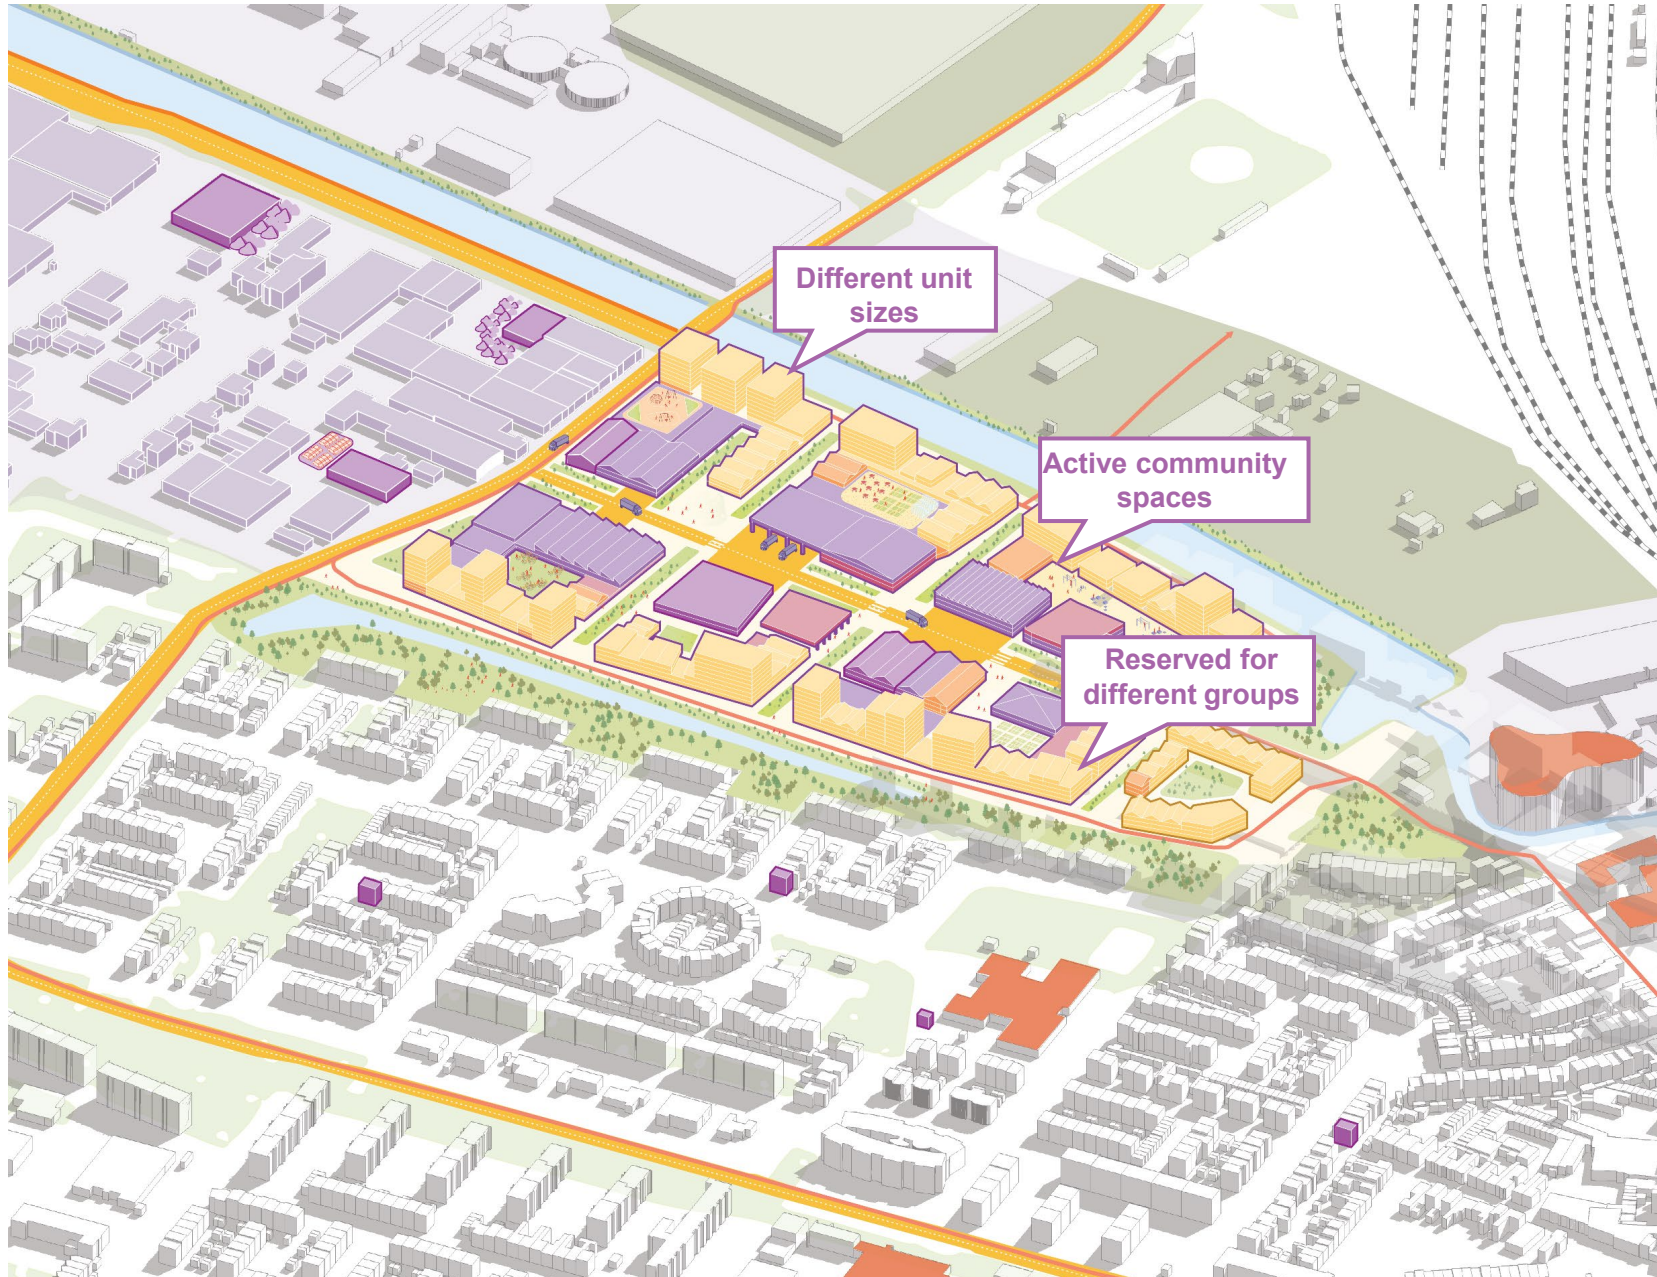 Different unit
sizes
Active community
spaces
Reserved for
different groups